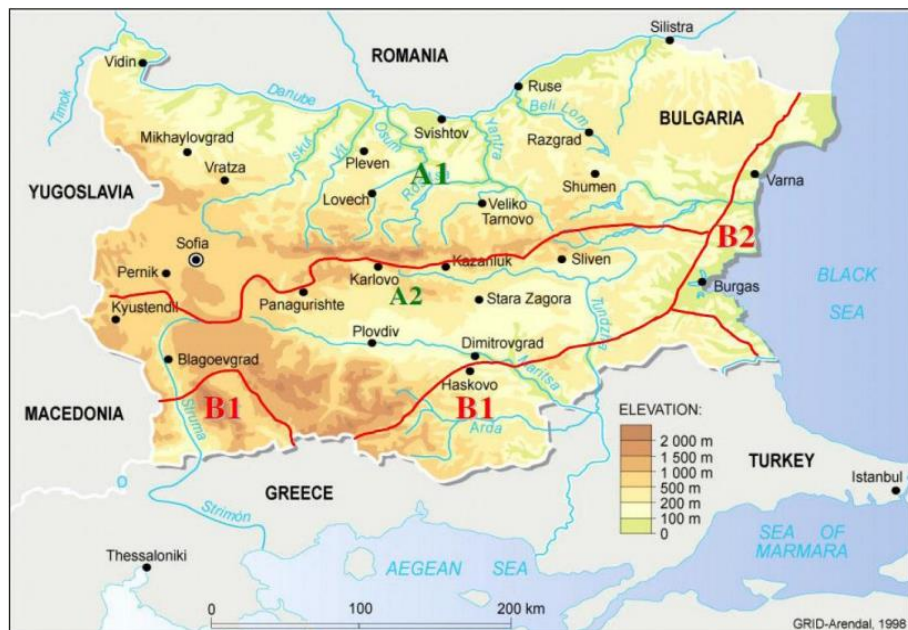 Silistra
ROMANIA
Vidin
Ruse
Timok
Danube
Beli Lom
BULGARIA
Svishtov
Mikhaylovgrad
Iskur
Vit
Osum
Yantra
Razgrad
Pleven
Vratza
A1
Shumen
Varna
YUGOSLAVIA
Lovech
Rositsa
Veliko
Tarnovo
Sofia
B2
Pernik
Karlovo
Kazanluk
Sliven
BLACK
SEA
Panagurishte
A2
Burgas
Kyustendil
Stara Zagora
Tundzha
Plovdiv
Dimitrovgrad
Blagoevgrad
Maritsa
Haskovo
MACEDONIA
B1
B1
Struma
Arda
ELEVATION:
2 000 m
1 500 m
1 000 m
500 m
200 m
100 m
0
TURKEY
Istanbul
GREECE
Strimón
SEA OF
MARMARA
Thessaloniki
AEGEAN SEA
0 100 200 km
GRID-Arendal, 1998